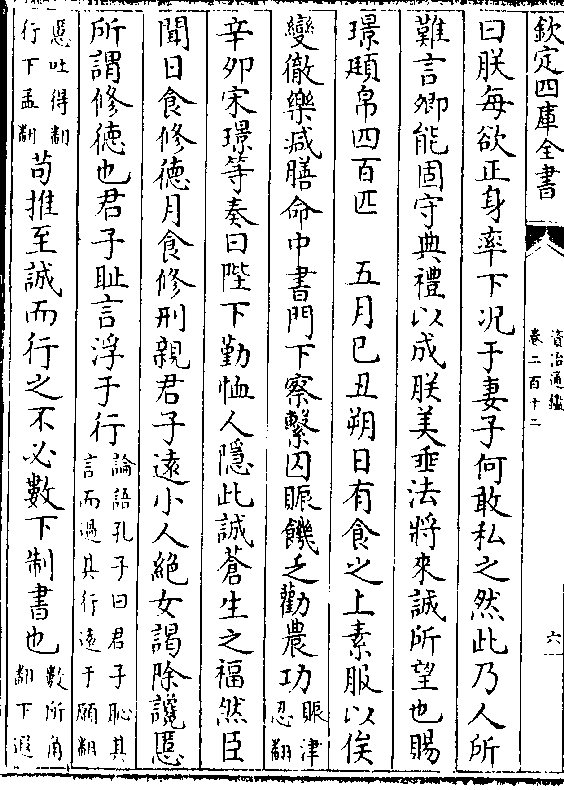 欽定四庫全書
資治通鑑
卷二百十二
六
曰朕每欲正身率下况于妻子何敢私之然此乃人所
難言卿能固守典禮以成朕美垂法將來誠所望也賜
璟頲帛四百匹　五月己丑朔日有食之上素服以俟
變徹樂減膳命中書門下察繫囚賑饑乏勸農功賑津忍翻
辛卯宋璟等奏曰陛下勤恤人隱此誠蒼生之福然臣
聞日食修德月食修刑親君子遠小人絶女謁除讒慝
所謂修德也君子耻言浮于行論語孔子曰君子恥其言而過其行遠于願翻
慝吐得翻行下孟翻苟推至誠而行之不必數下制書也數所角翻下遐